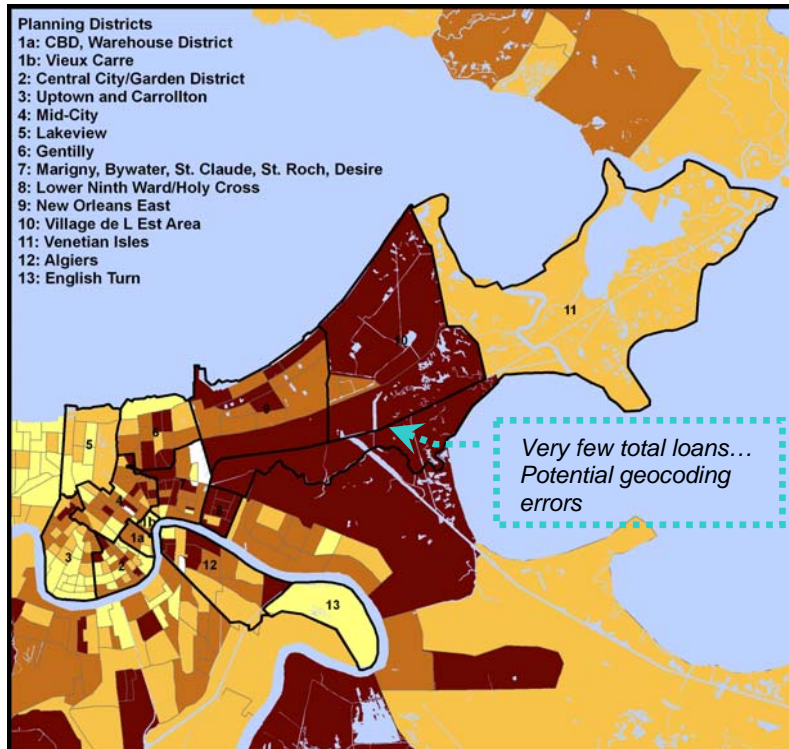 Planning Districts
1a: CBD, Warehouse District
1b: Vieux Carre
2: Central City/Garden District
3: Uptown and Carrollton
4: Mid-City
5: Lakeview
6: Gentilly
7: Marigny, Bywater, St. Claude, St. Roch, Desire
8: Lower Ninth Ward/Holy Cross
9: New Orleans East
10: Village de L Est Area
11: Venetian Isles
12: Algiers
13: English Turn
11
10
9
5
6
4
8
1b
1a
3
2
12
13
Very few total loans…
Potential geocoding
errors